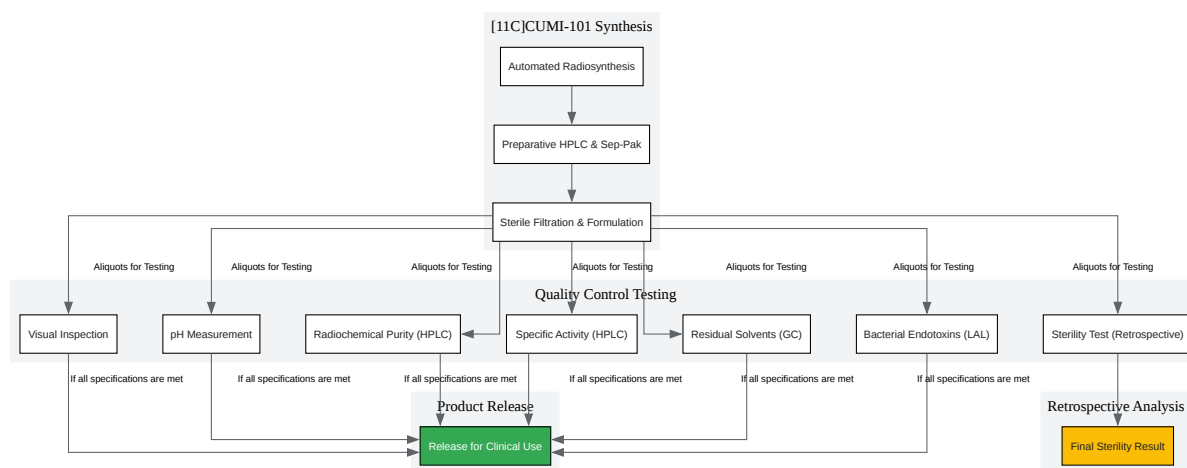 [11C]CUMI-101 Synthesis
Automated Radiosynthesis
Preparative HPLC & Sep-Pak
Sterile Filtration & Formulation
Aliquots for Testing
Aliquots for Testing
Aliquots for Testing
Aliquots for Testing
Aliquots for Testing
Aliquots for Testing
Aliquots for Testing
Quality Control Testing
Visual Inspection
pH Measurement
Radiochemical Purity (HPLC)
Specific Activity (HPLC)
Residual Solvents (GC)
Bacterial Endotoxins (LAL)
Sterility Test (Retrospective)
If all specifications are met
If all specifications are met
If all specifications are met
If all specifications are met
If all specifications are met
If all specifications are met
Product Release
Retrospective Analysis
Release for Clinical Use
Final Sterility Result